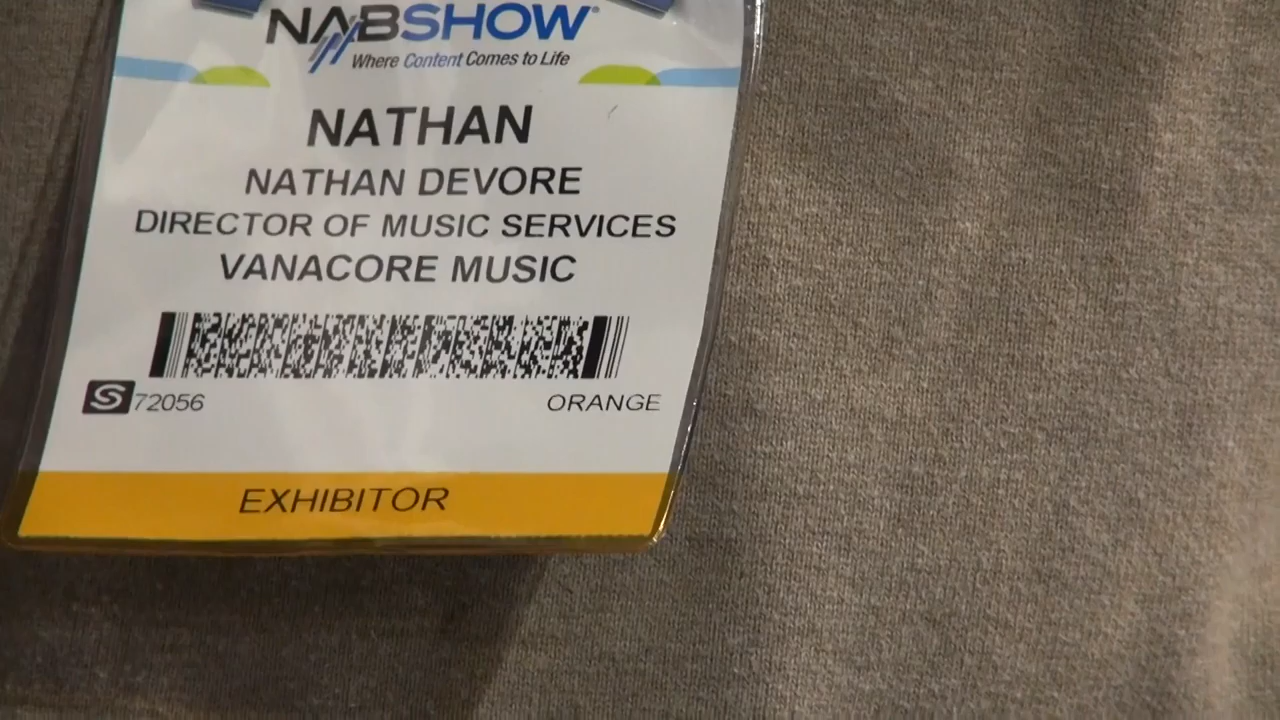 NABSHOW®
Where Content Comes to Life
NATHAN
NATHAN DEVORE
DIRECTOR OF MUSIC SERVICES
VANACORE MUSIC
S 72056
ORANGE
EXHIBITOR